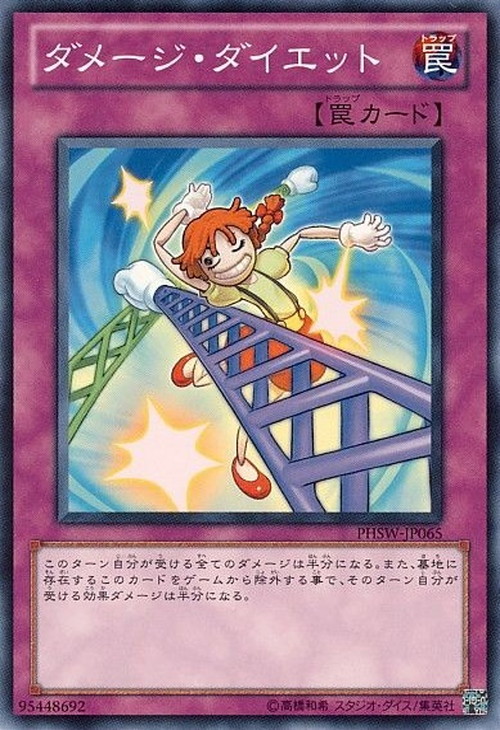 ダメージ・ダイエット
トラップ
罠
トラップ
【罠カード】
PHSW-JP065
このターン自分が受ける全てのダメージは半分になる。また、墓地に
存在するこのカードをゲームから除外する事で、そのターン自分が
受ける効果ダメージは半分になる。
95448692
©高橋和希 スタジオ・ダイス/集英社